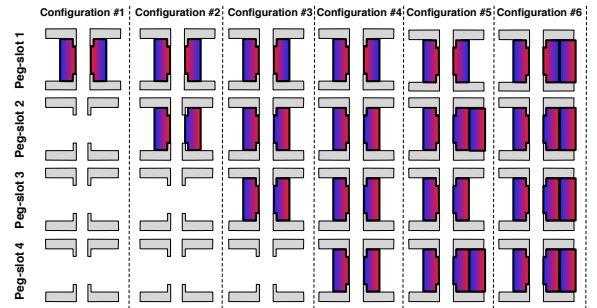 Configuration #1 Configuration #2 Configuration #3 Configuration #4 Configuration #5 Configuration #6
Peg-slot 1
Peg-slot 2
Peg-slot 3
Peg-slot 4